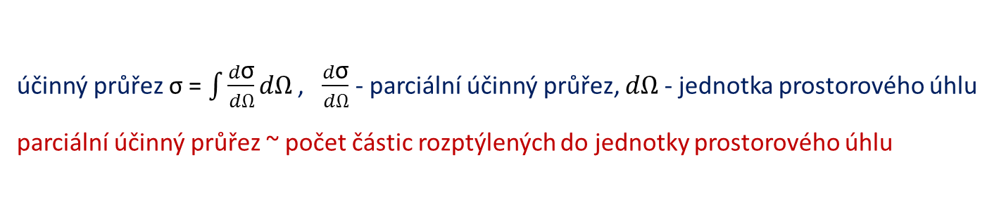 účinný průřez σ = ∫ dσ/dΩ dΩ , dσ/dΩ - parciální účinný průřez, dΩ - jednotka prostorového úhlu
parciální účinný průřez ~ počet částic rozptýlených do jednotky prostorového úhlu